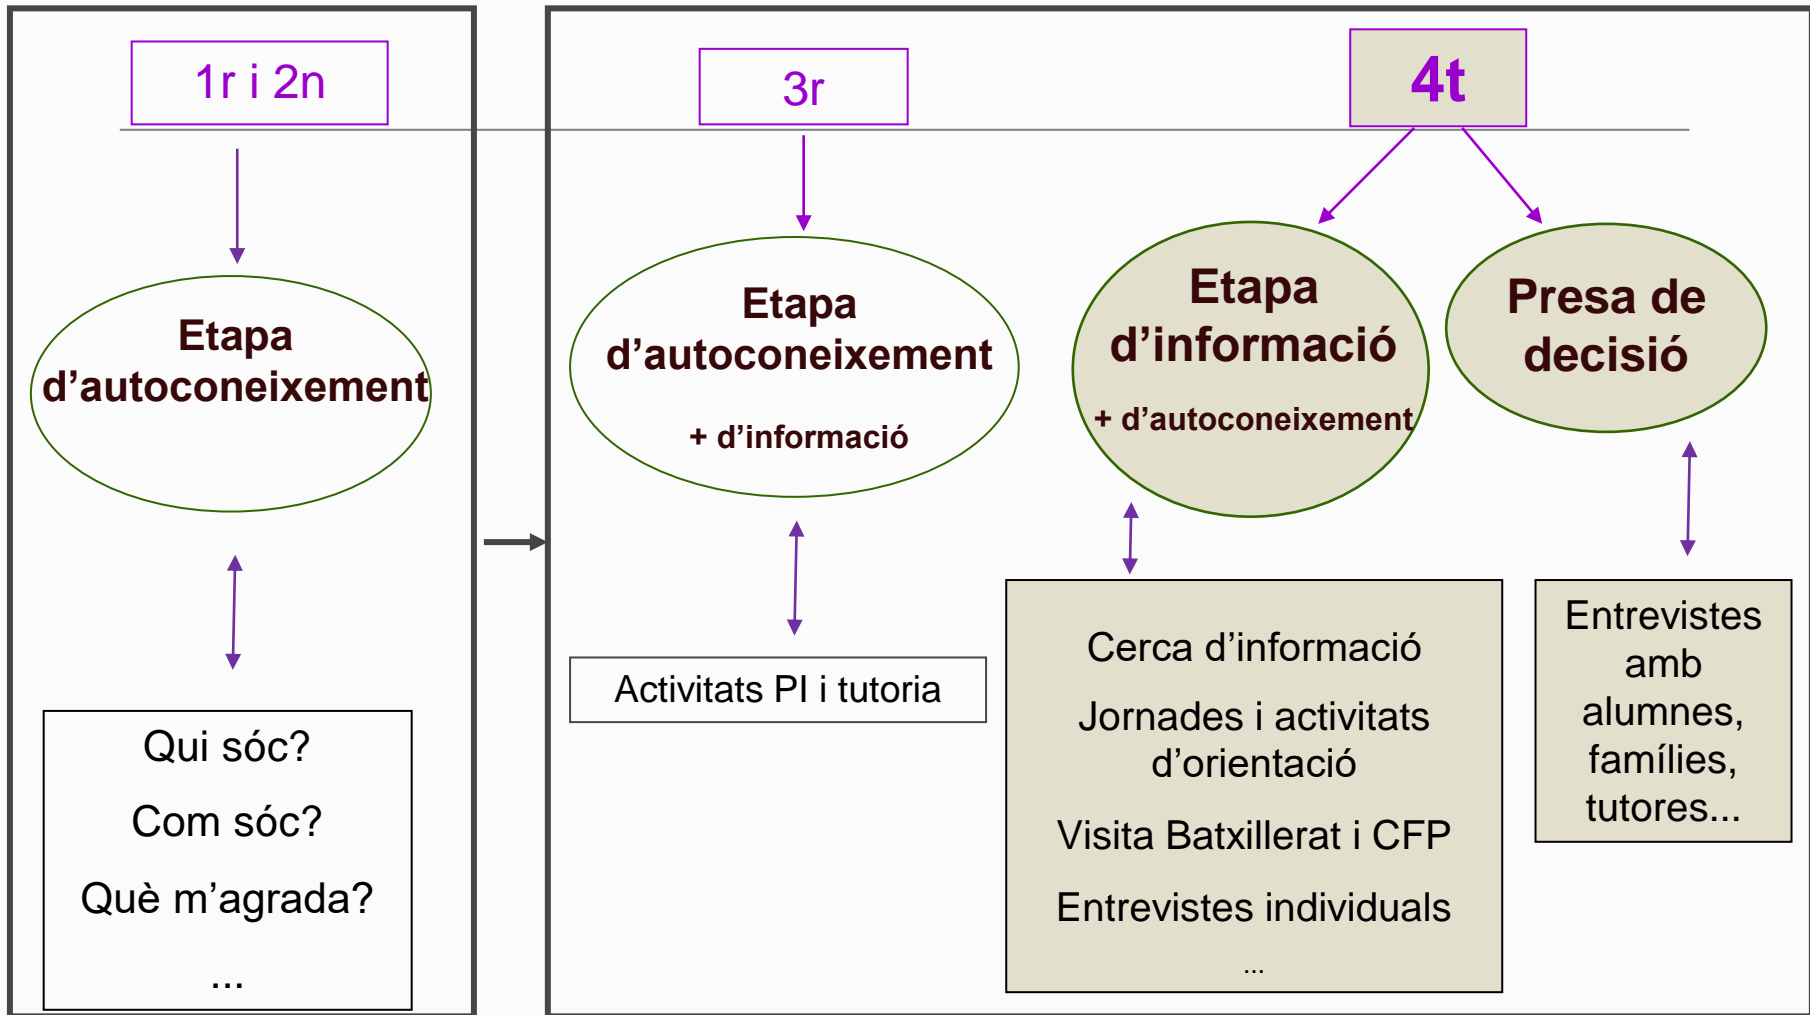 1r i 2n
Etapa
d’autoconeixement
Qui sóc?
Com sóc?
Què m’agrada?
...
3r
Etapa
d’autoconeixement
+ d’informació
Activitats PI i tutoria
4t
Etapa
d’informació
+ d’autoconeixement
Cerca d’informació
Jornades i activitats
d’orientació
Visita Batxillerat i CFP
Entrevistes individuals
...
Presa de
decisió
Entrevistes
amb
alumnes,
famílies,
tutores...